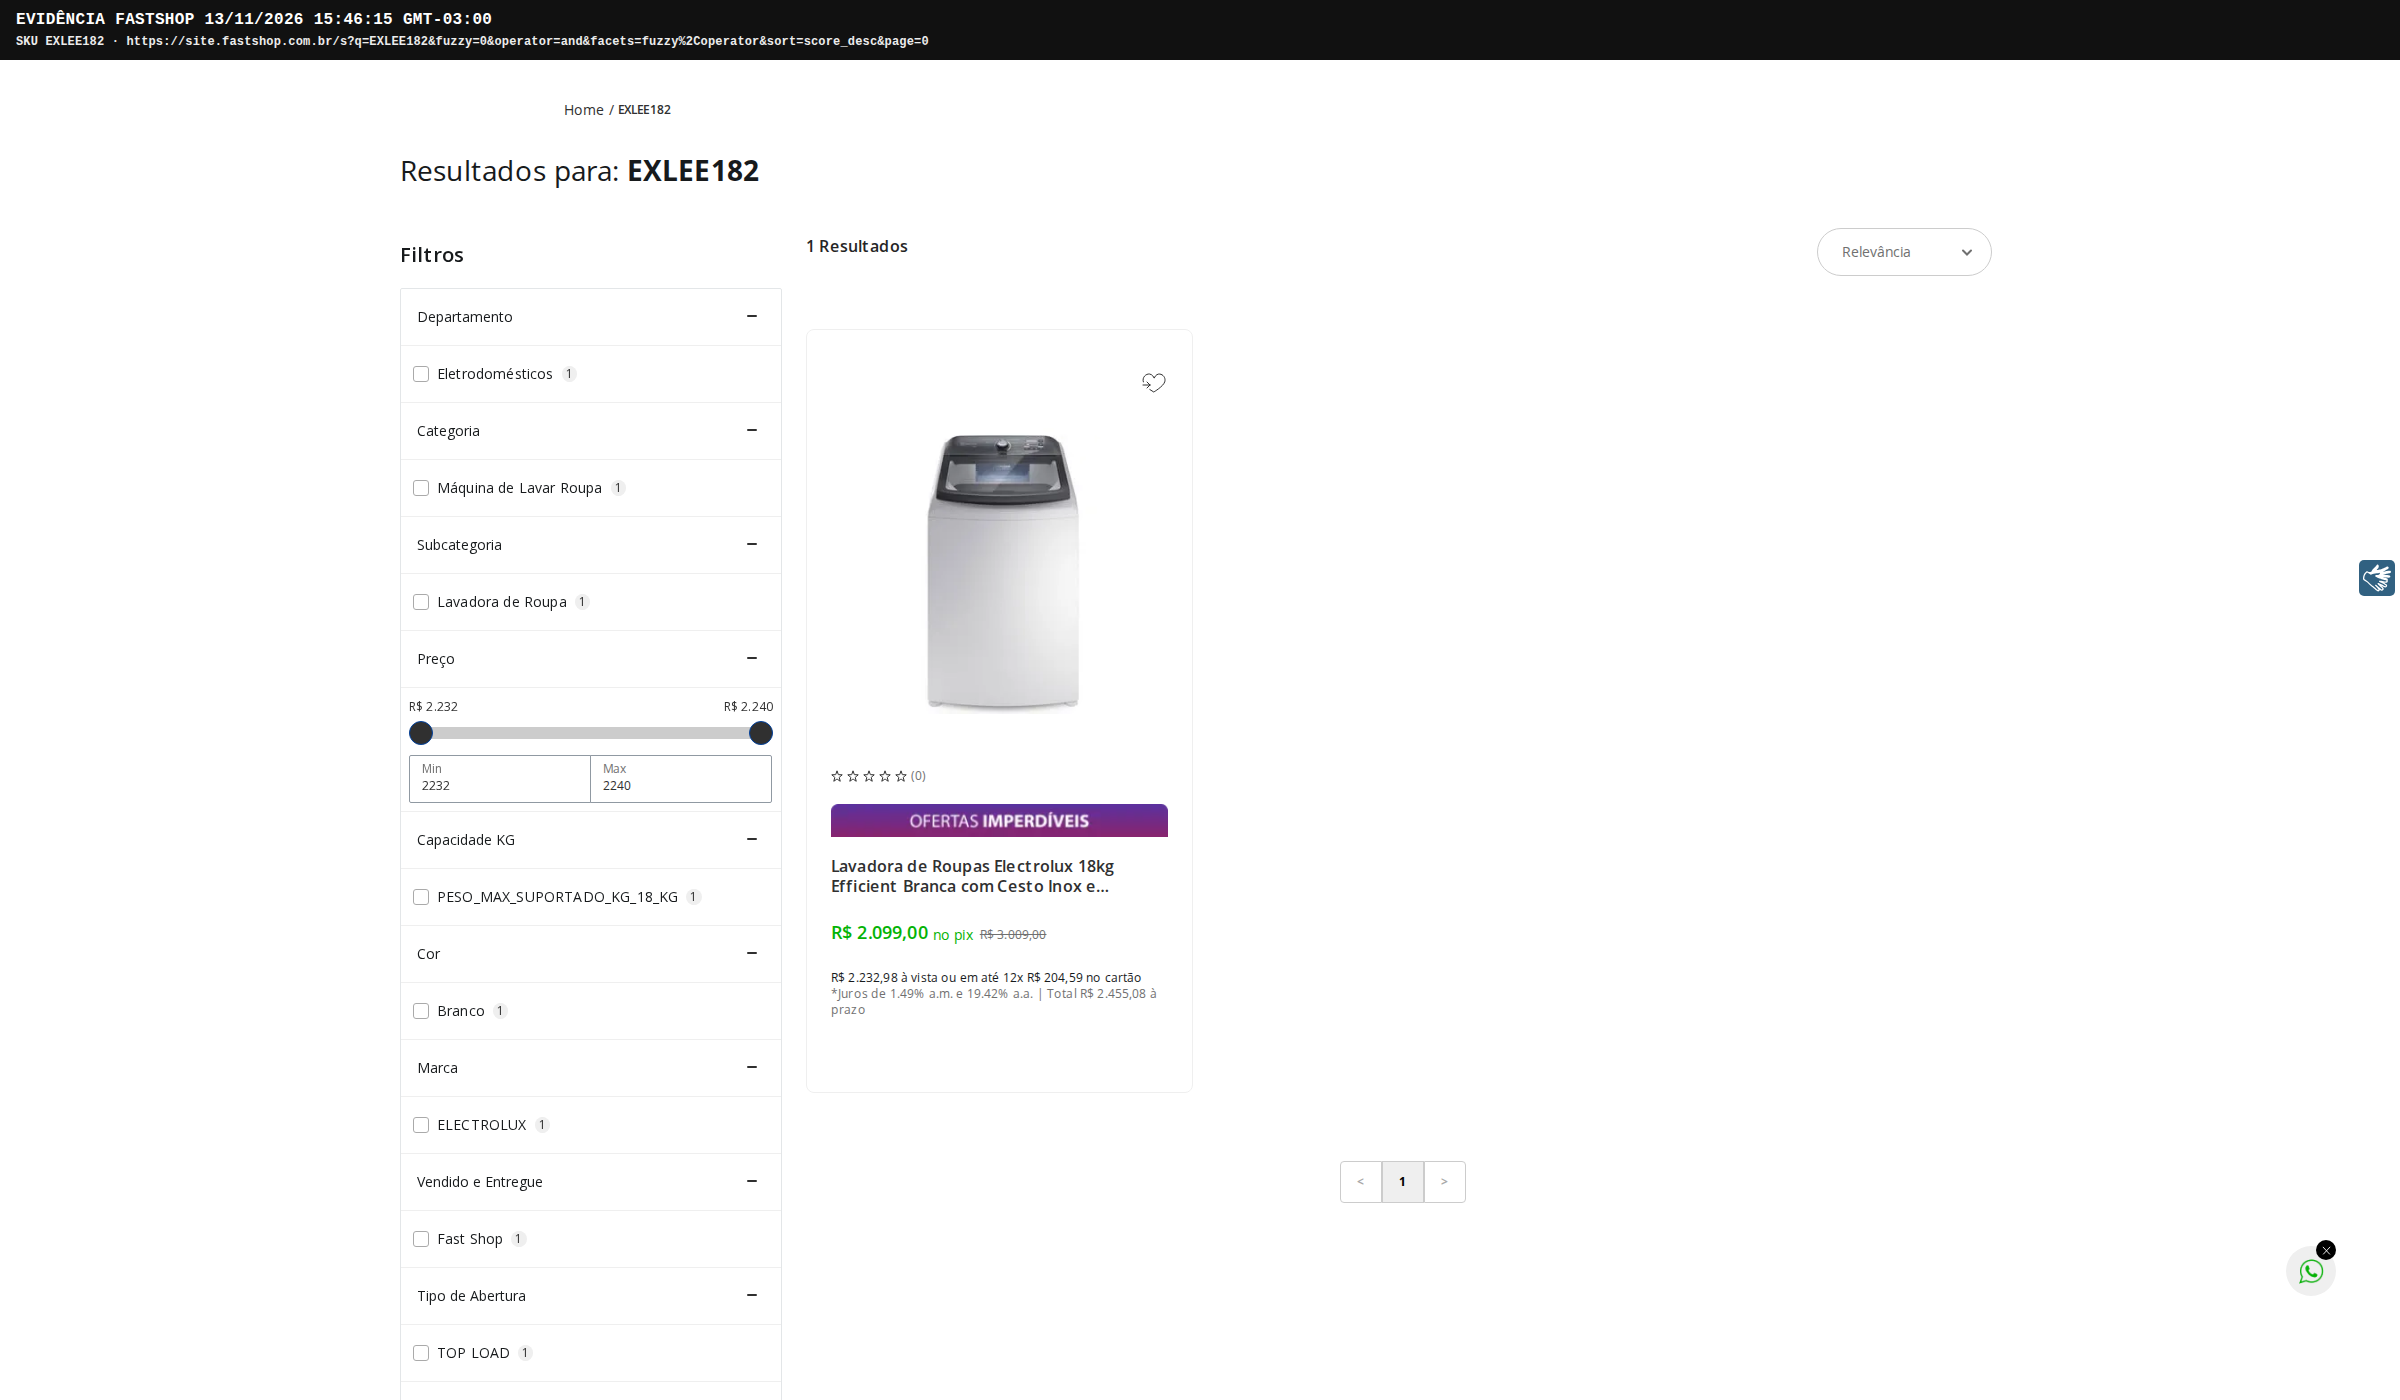 EVIDÊNCIA FASTSHOP 13/11/2026 15:46:15 GMT-03:00
SKU EXLEE182 · https://site.fastshop.com.br/s?q=EXLEE182&fuzzy=0&operator=and&facets=fuzzy%2Coperator&sort=score_desc&page=0
Home / EXLEE182
Resultados para: EXLEE182
Filtros
1 Resultados
Relevância
Departamento
Eletrodomésticos 1
Categoria
Máquina de Lavar Roupa 1
Subcategoria
Lavadora de Roupa 1
Preço
R$ 2.232 R$ 2.240
Min Max
2232 2240
Capacidade KG
PESO_MAX_SUPORTADO_KG_18_KG 1
Cor
Branco 1
Marca
ELECTROLUX 1
Vendido e Entregue
Fast Shop 1
Tipo de Abertura
TOP LOAD 1
(0)
OFERTAS IMPERDÍVEIS
Lavadora de Roupas Electrolux 18kg
Efficient Branca com Cesto Inox e...
R$ 2.099,00 no pix R$ 3.009,00
R$ 2.232,98 à vista ou em até 12x R$ 204,59 no cartão
*Juros de 1.49% a.m. e 19.42% a.a. | Total R$ 2.455,08 à
prazo
< 1 >